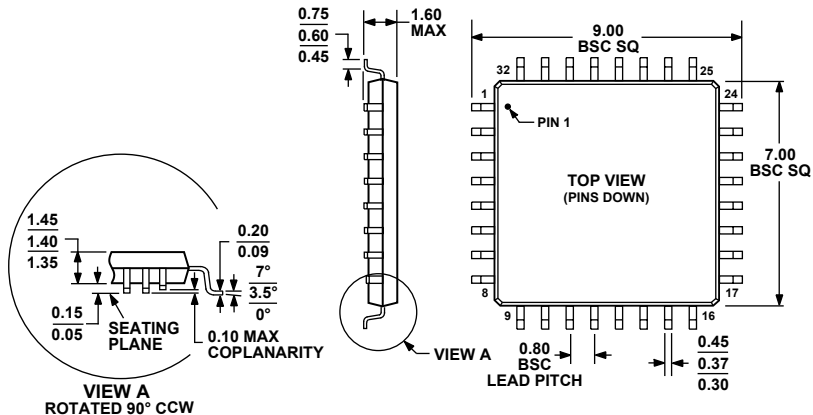 0.75
0.60
0.45
1.60
MAX
9.00
BSC SQ
32
25
1
24
PIN 1
TOP VIEW
(PINS DOWN)
7.00
BSC SQ
1.45
1.40
1.35
0.20
0.09
7°
3.5°
0°
0.15
0.05
SEATING
PLANE
0.10 MAX
COPLANARITY
VIEW A
ROTATED 90° CCW
VIEW A
8
17
9
16
0.80
BSC
LEAD PITCH
0.45
0.37
0.30